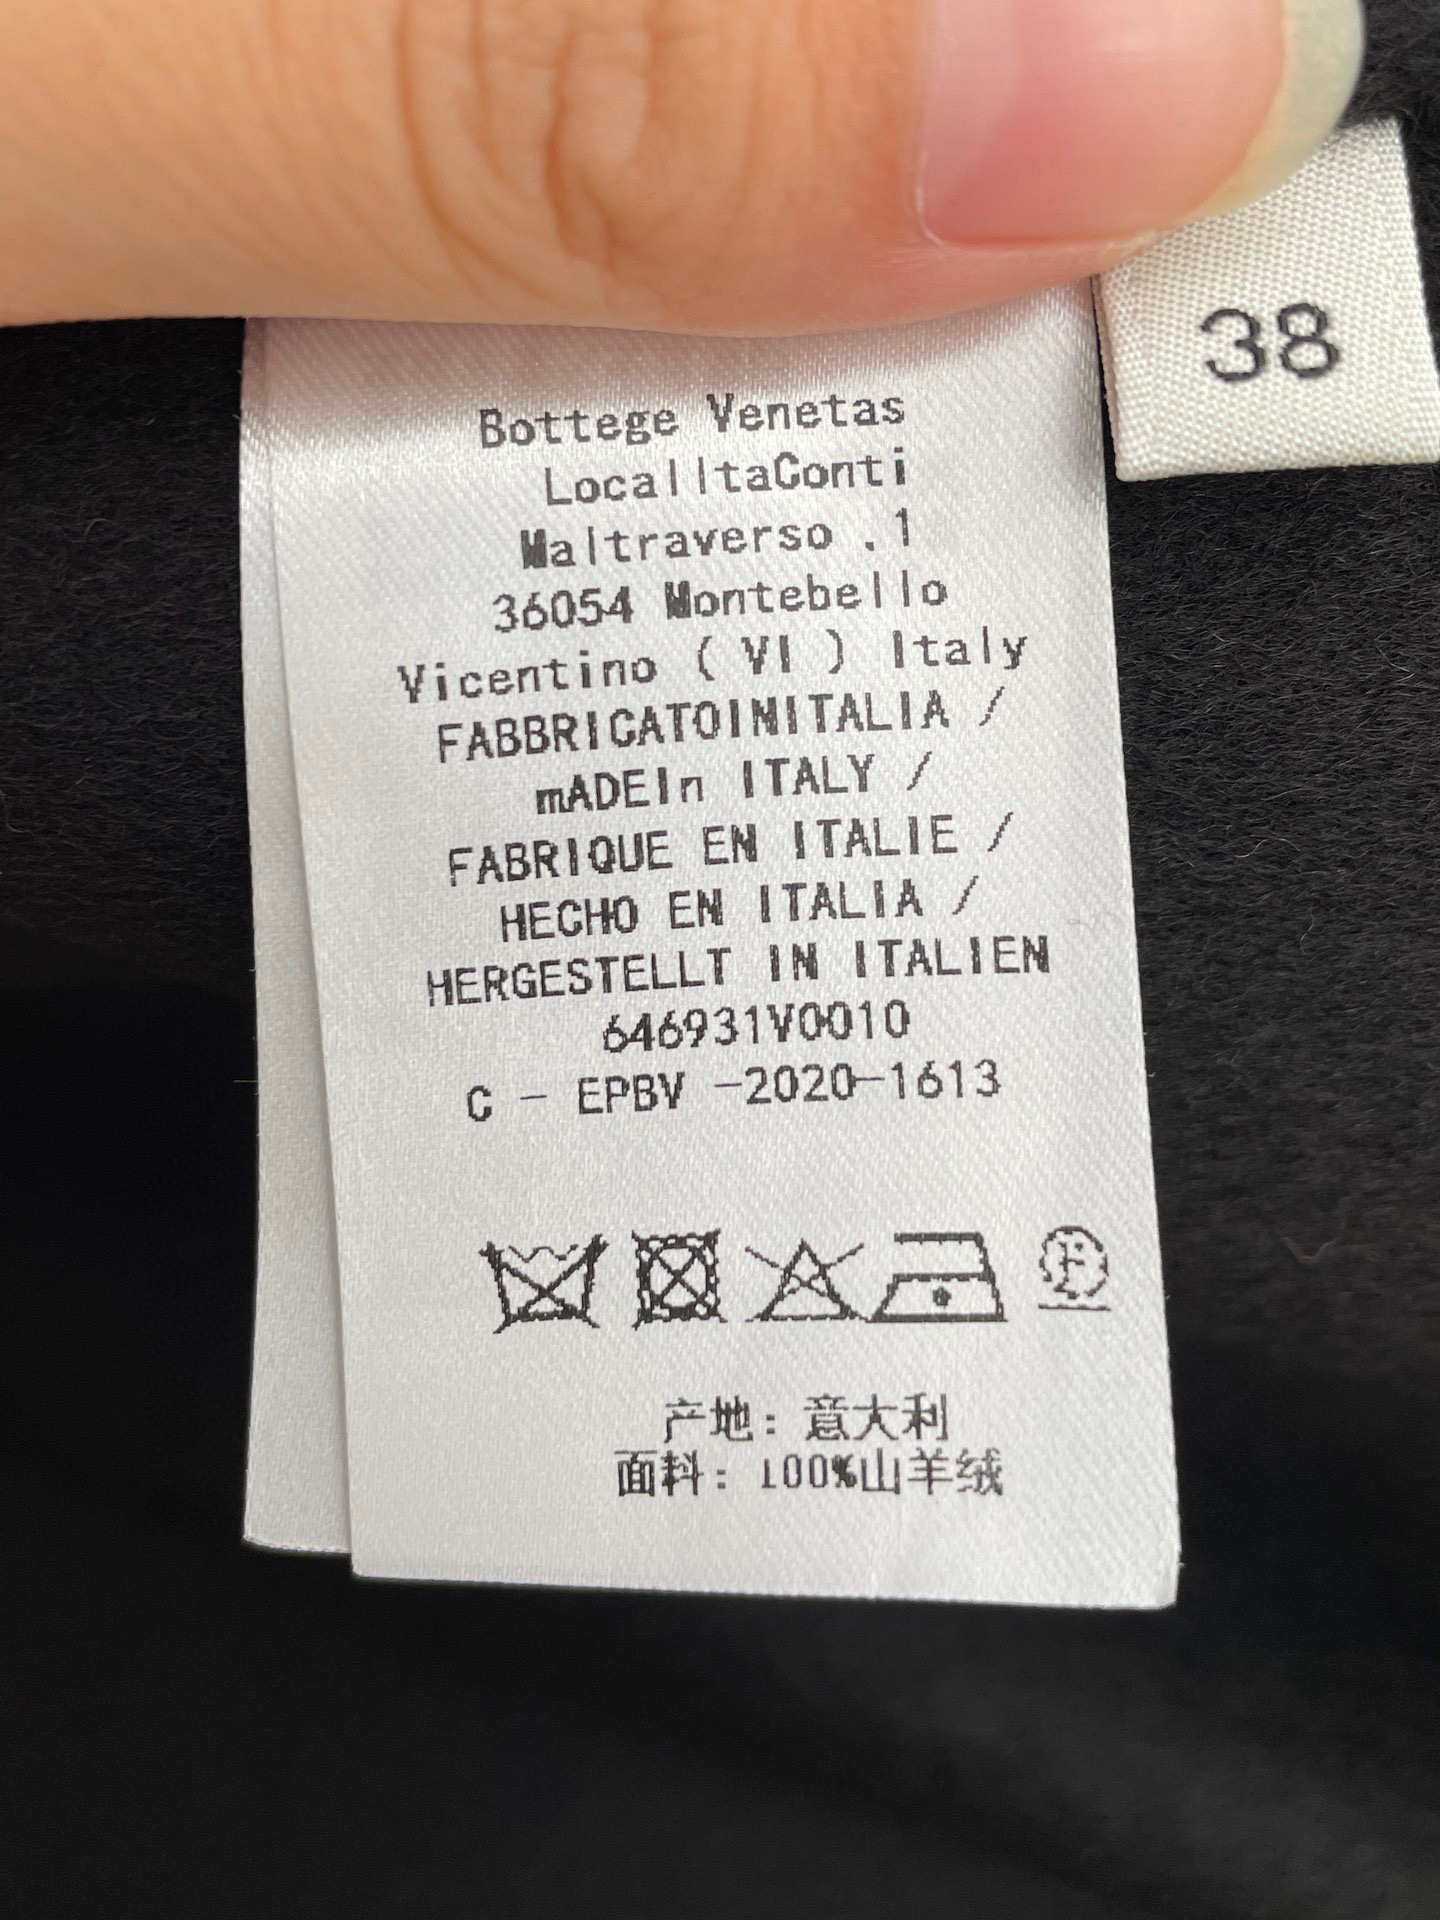 38
Bottege Venetas
LocalltaConti
Maltraverso .1
36054 Montebello
Vicentino ( VI ) Italy
FABBRICATOINITALIA /
mADEIn ITALY /
FABRIQUE EN ITALIE /
HECHO EN ITALIA /
HERGESTELLT IN ITALIEN
646931V0010
C - EPBV -2020-1613
P
产地: 意大利
面料: 100%山羊绒